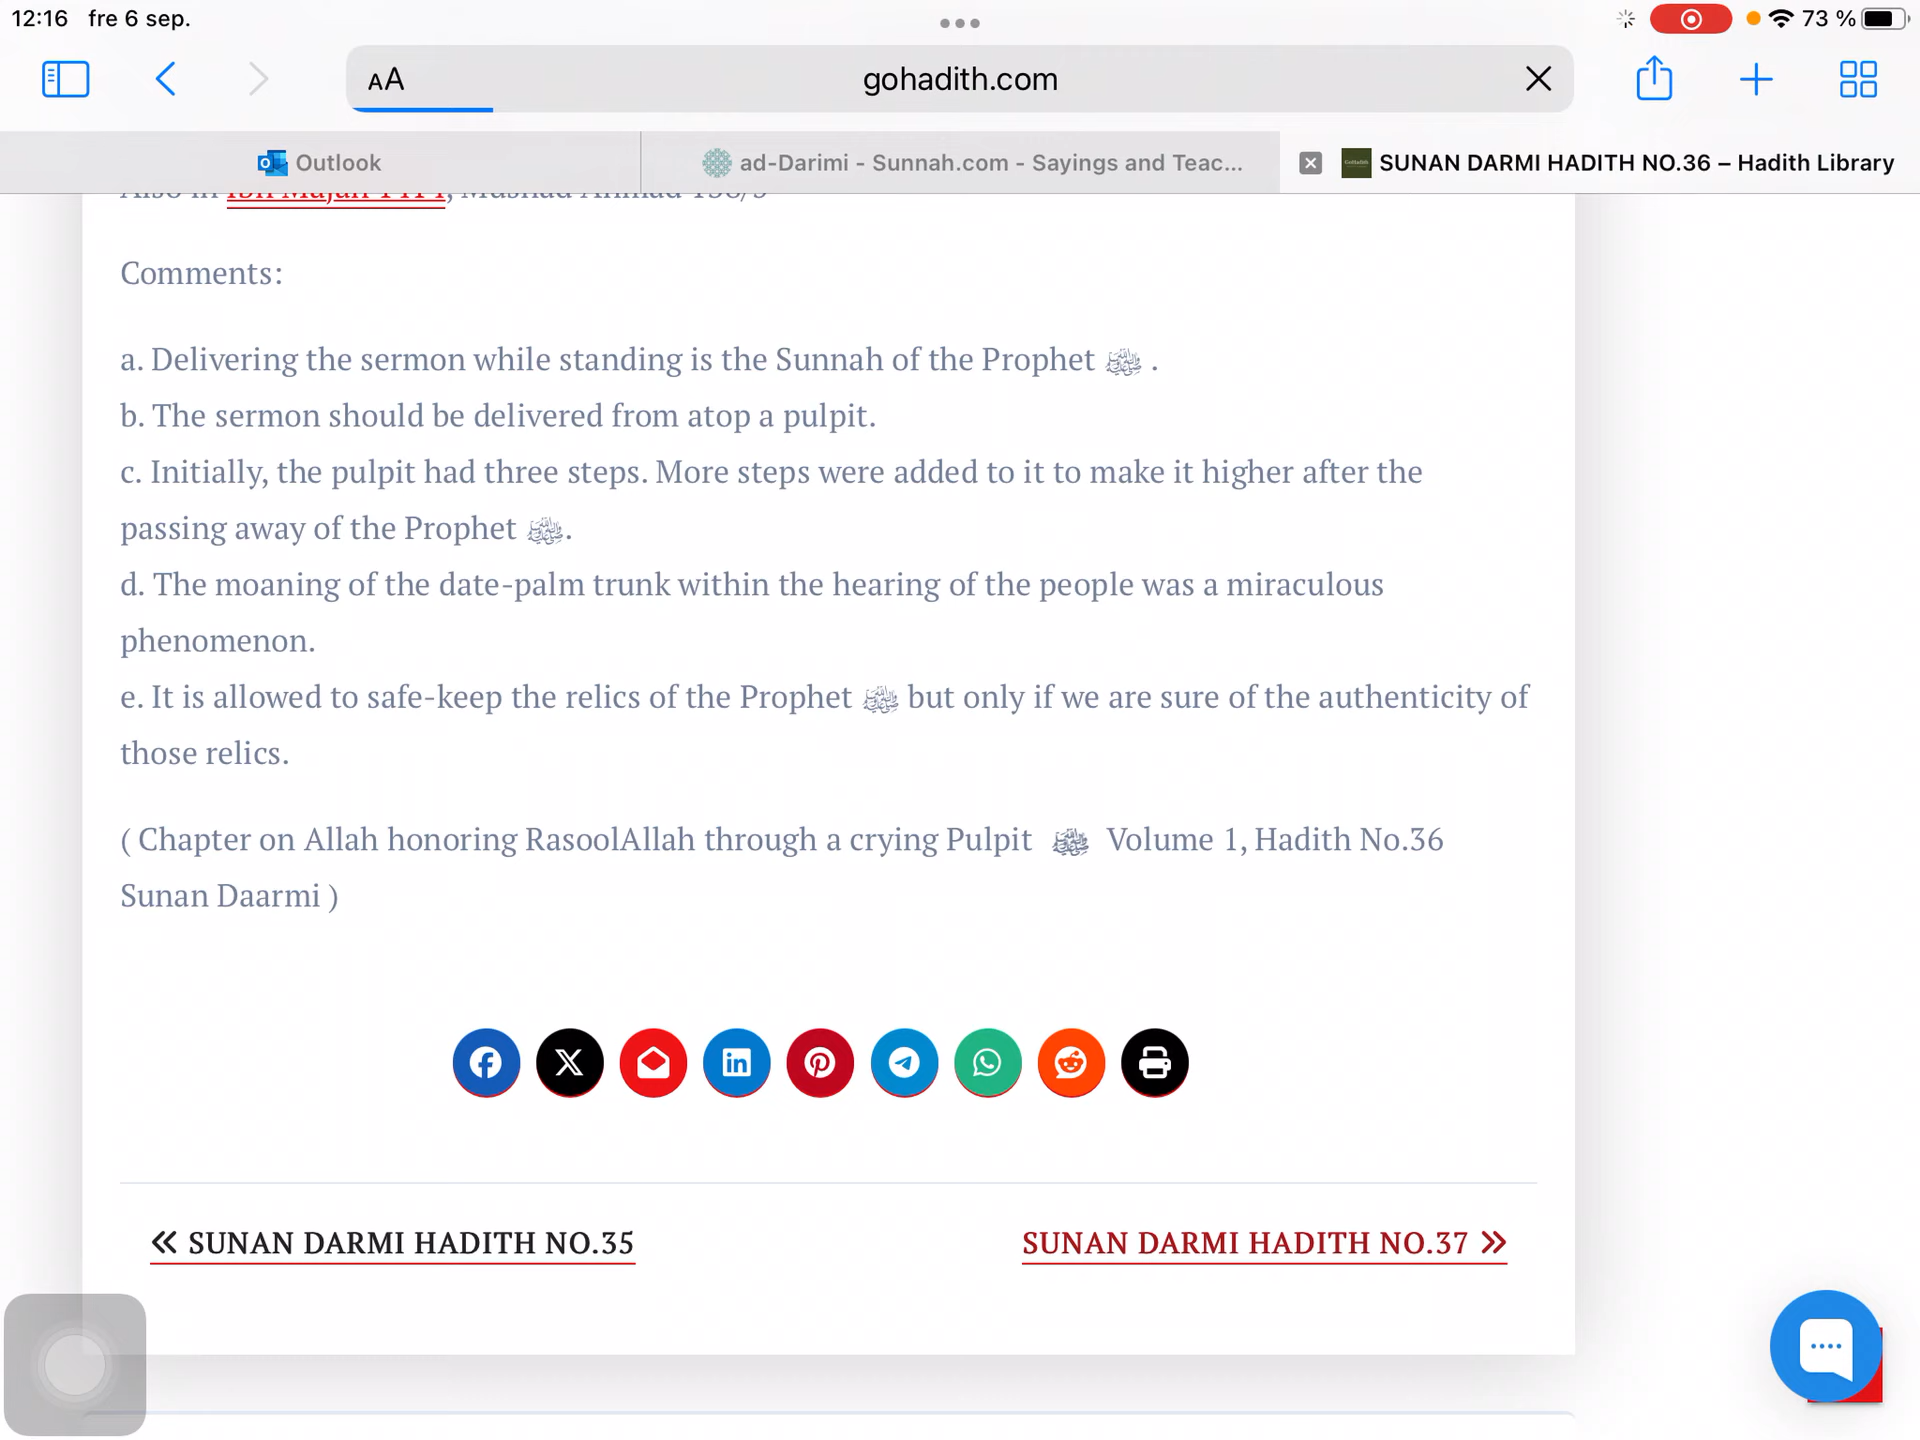 12:16 fre 6 sep.
73 %
AA gohadith.com
Outlook
ad-Darimi - Sunnah.com - Sayings and Teac...
SUNAN DARMI HADITH NO.36 – Hadith Library
Also in Ibn Majah 1414, Musnad Ahmad
Comments:
a. Delivering the sermon while standing is the Sunnah of the Prophet ﷺ .
b. The sermon should be delivered from atop a pulpit.
c. Initially, the pulpit had three steps. More steps were added to it to make it higher after the
passing away of the Prophet ﷺ.
d. The moaning of the date-palm trunk within the hearing of the people was a miraculous
phenomenon.
e. It is allowed to safe-keep the relics of the Prophet ﷺ but only if we are sure of the authenticity of
those relics.
( Chapter on Allah honoring RasoolAllah through a crying Pulpit ﷺ Volume 1, Hadith No.36
Sunan Daarmi )
« SUNAN DARMI HADITH NO.35
SUNAN DARMI HADITH NO.37 »